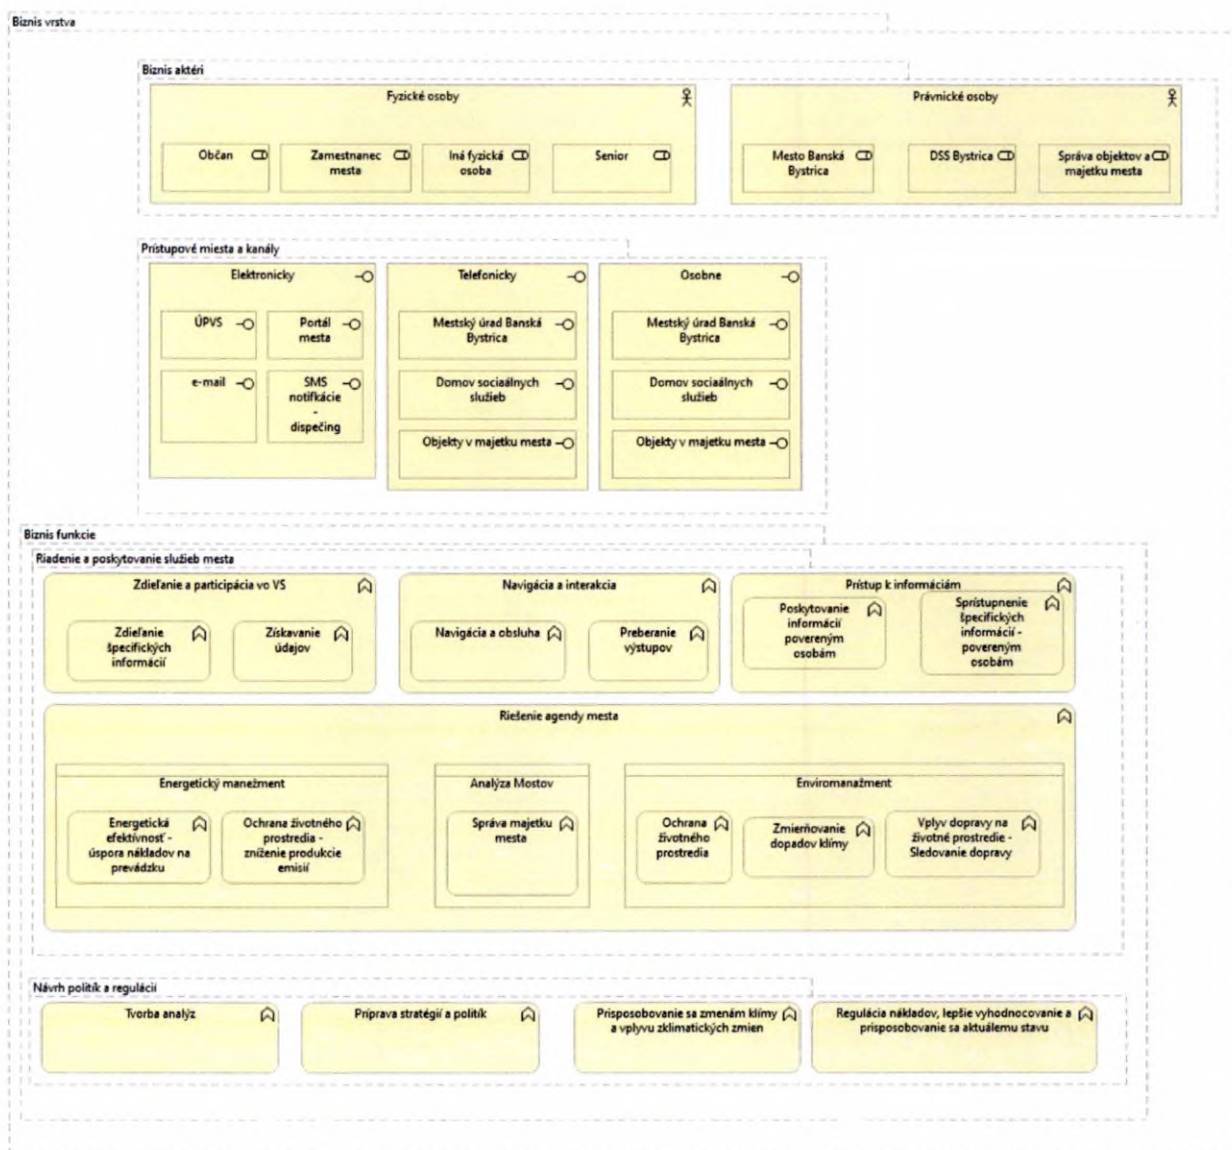 Biznis vrstva
Biznis aktéri
Fyzické osoby
Občan
Zamestnanec
mesta
Iná fyzická
osoba
Senior
Právnické osoby
Mesto Banská
Bystrica
DSS Bystrica
Správa objektov a
majetku mesta
Prístupové miesta a kanály
Elektronicky
ÚPVS
Portál
mesta
e-mail
SMS
notifkácie
-
dispečing
Telefonicky
Mestský úrad Banská
Bystrica
Domov sociaálnych
služieb
Objekty v majetku mesta
Osobne
Mestský úrad Banská
Bystrica
Domov sociaálnych
služieb
Objekty v majetku mesta
Biznis funkcie
Riadenie a poskytovanie služieb mesta
Zdieľanie a participácia vo VS
Zdieľanie
špecifických
informácií
Získavanie
údajov
Navigácia a interakcia
Navigácia a obsluha
Preberanie
výstupov
Prístup k informáciám
Poskytovanie
informácií
povereným
osobám
Sprístupnenie
špecifických
informácií -
povereným
osobám
Riešenie agendy mesta
Energetický manežment
Energetická
efektívnosť -
úspora nákladov na
prevádzku
Ochrana životného
prostredia -
zníženie produkcie
emisií
Analýza Mostov
Správa majetku
mesta
Enviromanažment
Ochrana
životného
prostredia
Zmierňovanie
dopadov klímy
Vplyv dopravy na
životné prostredie -
Sledovanie dopravy
Návrh politík a regulácií
Tvorba analýz
Príprava stratégií a politík
Prisposobovanie sa zmenám klímy
a vplyvu zklimatických zmien
Regulácia nákladov, lepšie vyhodnocovanie a
prisposobovanie sa aktuálemu stavu